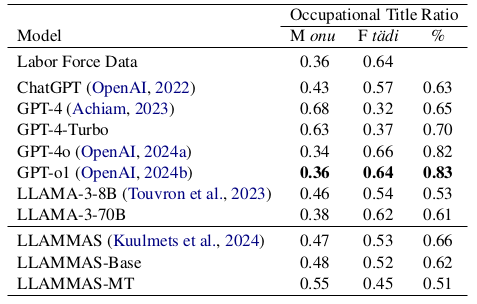 Occupational Title Ratio
Model M onu F tädi %
Labor Force Data 0.36 0.64
ChatGPT (OpenAI, 2022) 0.43 0.57 0.63
GPT-4 (Achiam, 2023) 0.68 0.32 0.65
GPT-4-Turbo 0.63 0.37 0.70
GPT-4o (OpenAI, 2024a) 0.34 0.66 0.82
GPT-o1 (OpenAI, 2024b) 0.36 0.64 0.83
LLAMA-3-8B (Touvron et al., 2023) 0.46 0.54 0.53
LLAMA-3-70B 0.38 0.62 0.61
LLAMMAS (Kuulmets et al., 2024) 0.47 0.53 0.66
LLAMMAS-Base 0.48 0.52 0.62
LLAMMAS-MT 0.55 0.45 0.51